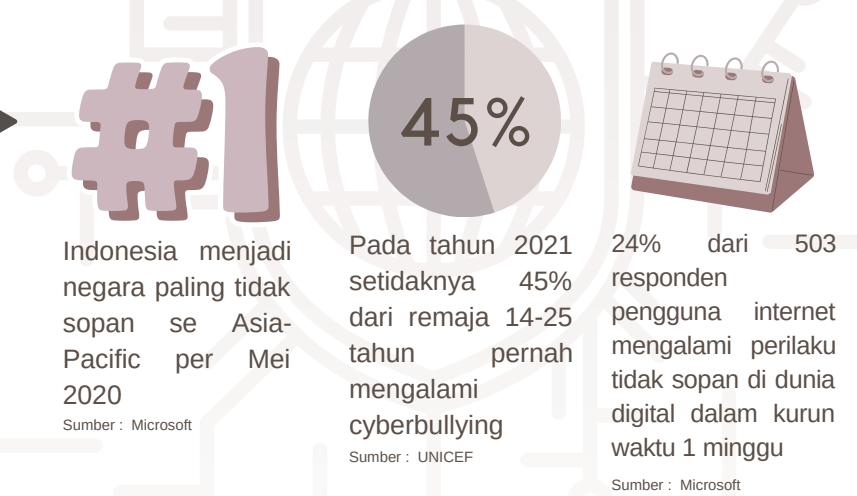 #1
Indonesia menjadi
negara paling tidak
sopan se Asia-
Pacific per Mei
2020
Sumber : Microsoft
45%
Pada tahun 2021
setidaknya 45%
dari remaja 14-25
tahun pernah
mengalami
cyberbullying
Sumber : UNICEF
24% dari 503
responden
pengguna internet
mengalami perilaku
tidak sopan di dunia
digital dalam kurun
waktu 1 minggu
Sumber : Microsoft